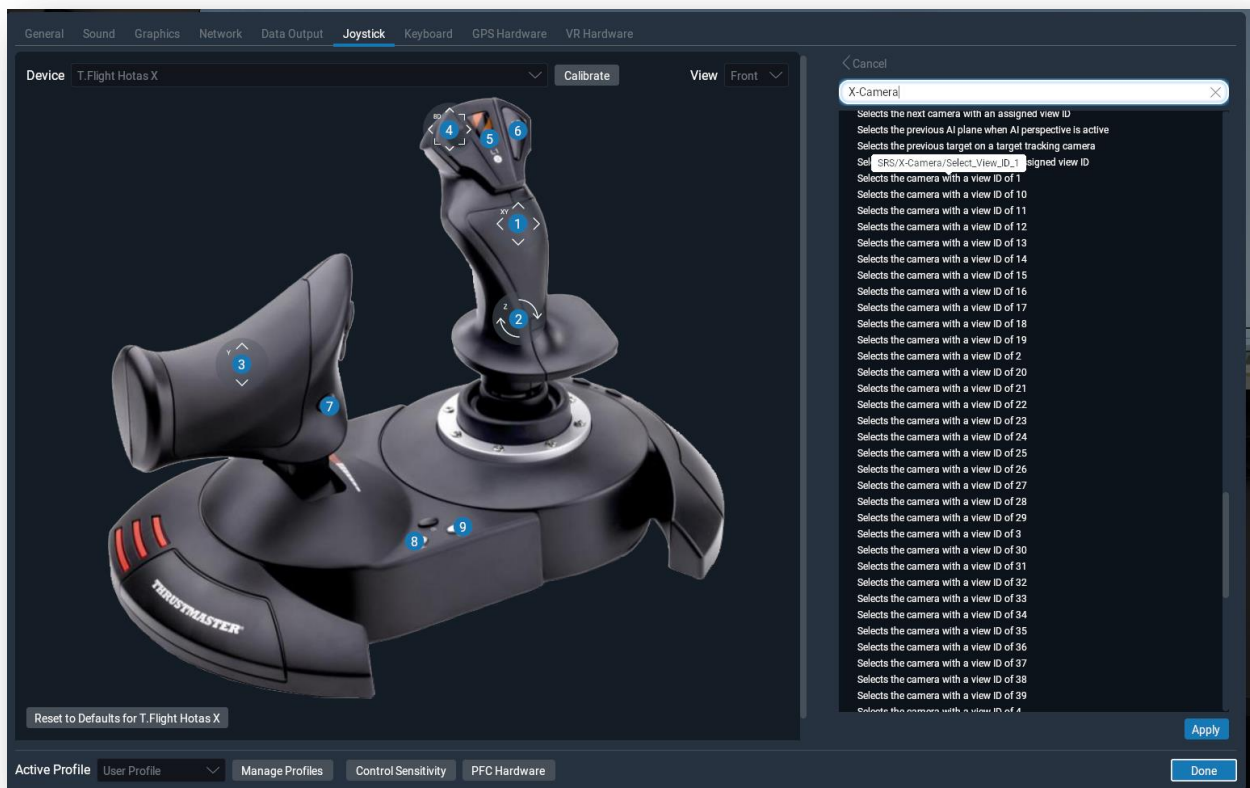 General Sound Graphics Network Data Output Joystick Keyboard GPS Hardware VR Hardware
Device T.Flight Hotas X Calibrate View Front
Cancel
X-Camera
8D
4
5
6
XY
1
Z
2
Y
3
7
8
9
THRUSTMASTER
Reset to Defaults for T.Flight Hotas X
Selects the next camera with an assigned view ID
Selects the previous AI plane when AI perspective is active
Selects the previous target on a target tracking camera
Sel SRS/X-Camera/Select_View_ID_1 signed view ID
Selects the camera with a view ID of 1
Selects the camera with a view ID of 10
Selects the camera with a view ID of 11
Selects the camera with a view ID of 12
Selects the camera with a view ID of 13
Selects the camera with a view ID of 14
Selects the camera with a view ID of 15
Selects the camera with a view ID of 16
Selects the camera with a view ID of 17
Selects the camera with a view ID of 18
Selects the camera with a view ID of 19
Selects the camera with a view ID of 2
Selects the camera with a view ID of 20
Selects the camera with a view ID of 21
Selects the camera with a view ID of 22
Selects the camera with a view ID of 23
Selects the camera with a view ID of 24
Selects the camera with a view ID of 25
Selects the camera with a view ID of 26
Selects the camera with a view ID of 27
Selects the camera with a view ID of 28
Selects the camera with a view ID of 29
Selects the camera with a view ID of 3
Selects the camera with a view ID of 30
Selects the camera with a view ID of 31
Selects the camera with a view ID of 32
Selects the camera with a view ID of 33
Selects the camera with a view ID of 34
Selects the camera with a view ID of 35
Selects the camera with a view ID of 36
Selects the camera with a view ID of 37
Selects the camera with a view ID of 38
Selects the camera with a view ID of 39
Selects the camera with a view ID of 4
Apply
Active Profile User Profile Manage Profiles Control Sensitivity PFC Hardware Done